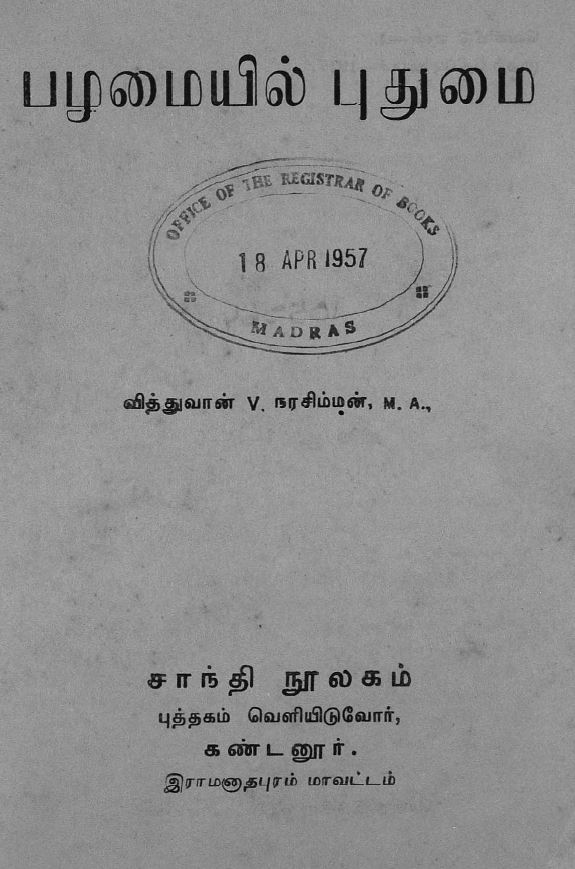 பழமையில் புதுமை
OFFICE OF THE REGISTRAR OF BOOKS
18 APR 1957
MADRAS
வித்துவான் V. நரசிம்மன், M. A.,
சாந்தி நூலகம்
புத்தகம் வெளியிடுவோர்,
கண்டனூர்.
இராமனாதபுரம் மாவட்டம்